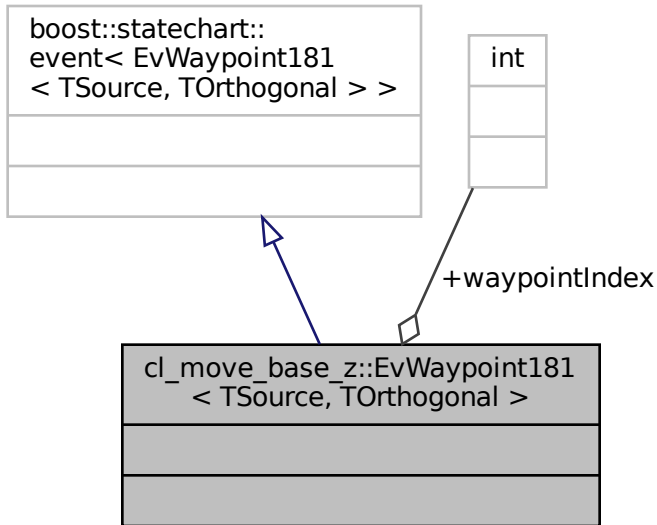 boost::statechart::
event< EvWaypoint181
< TSource, TOrthogonal > >
int
+waypointIndex
cl_move_base_z::EvWaypoint181
< TSource, TOrthogonal >